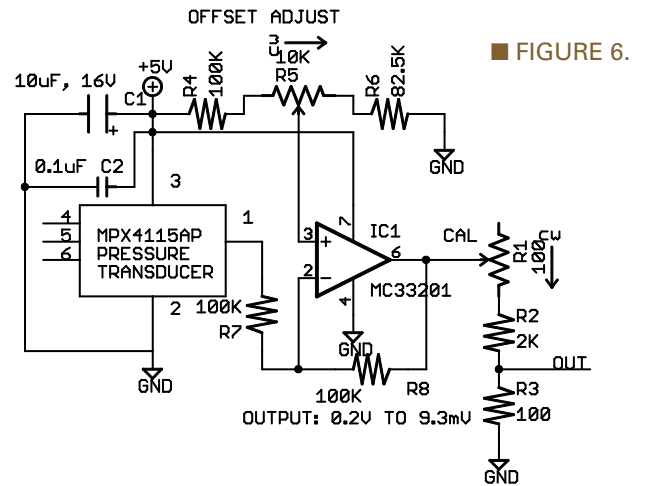 OFFSET ADJUST
■ FIGURE 6.
CW
10K
R5
+5V
10uF, 16V
C1
+
R4
100K
R6
82.5K
GND
0.1uF C2
3
4
5
6
MPX4115AP
PRESSURE
TRANSDUCER
1
2
GND
100K
R7
3
+
2
-
7
IC1
6
MC33201
4
GND
CAL
R1
100
CW
R2
2K
OUT
R3
100
GND
100K
R8
OUTPUT: 0.2V TO 9.3mV